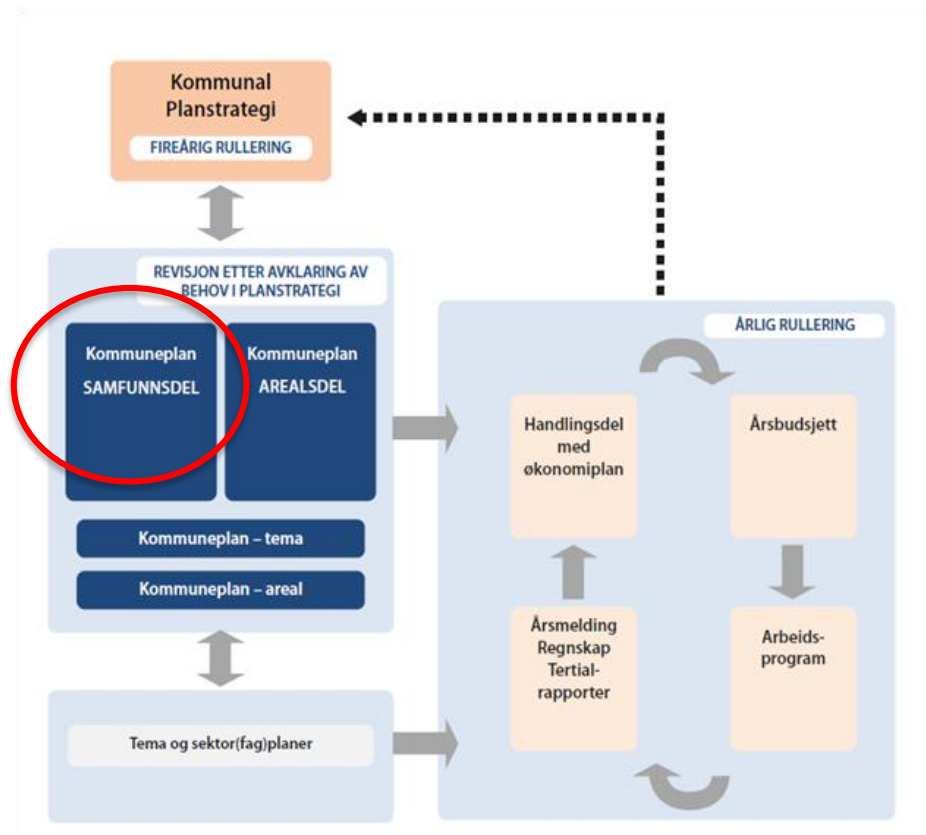 Kommunal
Planstrategi
FIREÅRIG RULLERING
REVISJON ETTER AVKLARING AV
BEHOV I PLANSTRATEGI
Kommuneplan
SAMFUNNSDEL
Kommuneplan
AREALSDEL
Kommuneplan – tema
Kommuneplan – areal
Tema og sektor(fag)planer
ÅRLIG RULLERING
Handlingsdel
med
økonomiplan
Årsbudsjett
Årsmelding
Regnskap
Tertial-
rapporter
Arbeids-
program